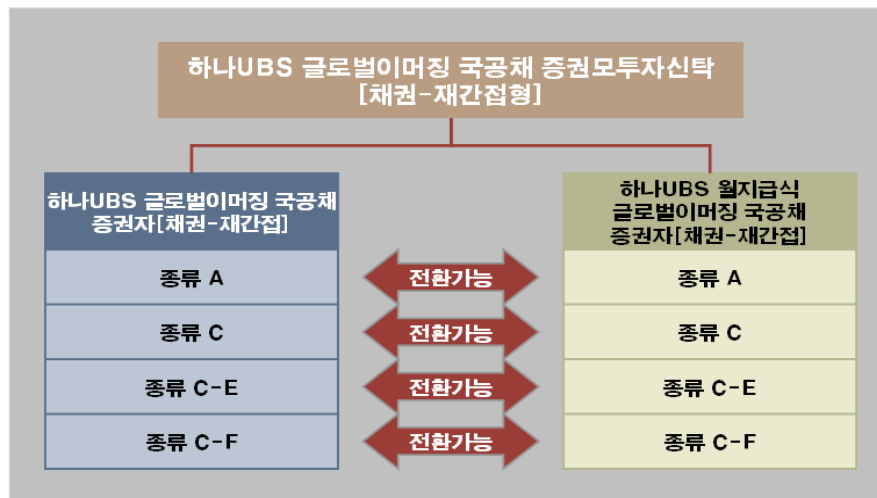 하나UBS 글로벌이머징 국공채 증권모투자신탁
[채권-재간접형]
하나UBS 글로벌이머징 국공채
증권자[채권-재간접]
하나UBS 월지급식
글로벌이머징 국공채
증권자[채권-재간접]
종류 A
전환가능
종류 A
종류 C
전환가능
종류 C
종류 C-E
전환가능
종류 C-E
종류 C-F
전환가능
종류 C-F